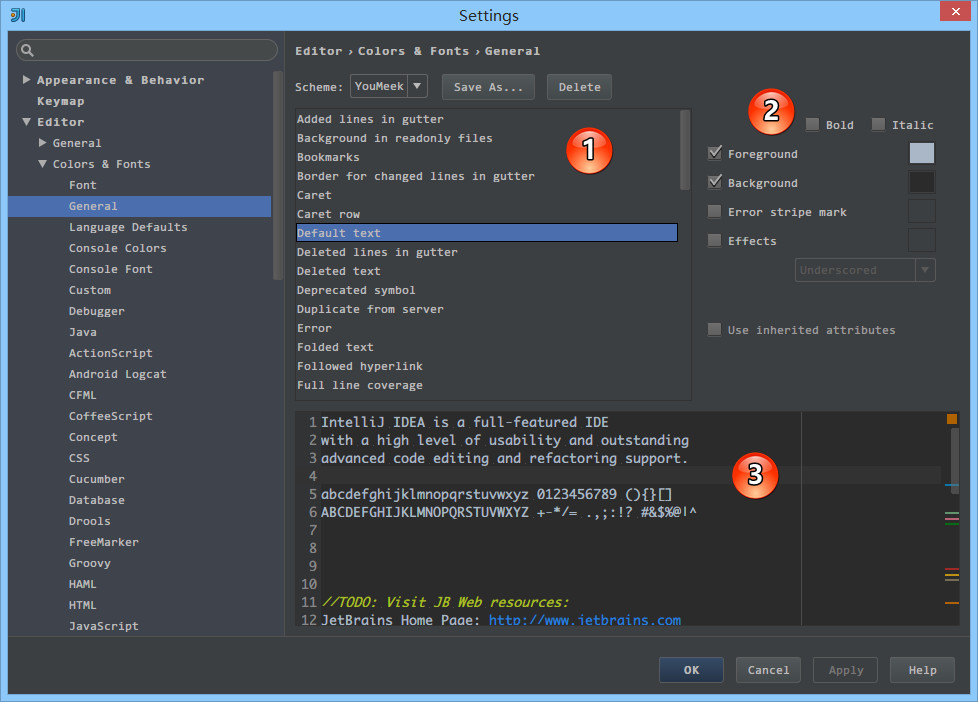 Settings
Appearance & Behavior
Keymap
Editor
General
Colors & Fonts
Font
General
Language Defaults
Console Colors
Console Font
Custom
Debugger
Java
ActionScript
Android Logcat
CFML
CoffeeScript
Concept
CSS
Cucumber
Database
Drools
FreeMarker
Groovy
HAML
HTML
JavaScript
Editor › Colors & Fonts › General
Scheme: YouMeek Save As... Delete
Added lines in gutter
Background in readonly files
Bookmarks
Border for changed lines in gutter
Caret
Caret row
Default text
Deleted lines in gutter
Deleted text
Deprecated symbol
Duplicate from server
Error
Folded text
Followed hyperlink
Full line coverage
1
2
Bold Italic
Foreground
Background
Error stripe mark
Effects
Underscored
Use inherited attributes
1 IntelliJ IDEA is a full-featured IDE
2 with a high level of usability and outstanding
3 advanced code editing and refactoring support.
4
5 abcdefghijklmnopqrstuvwxyz 0123456789 (){}[]
6 ABCDEFGHIJKLMNOPQRSTUVWXYZ +-*/= .,;:!? #&$%@|^
7
8
9
10
11 //TODO: Visit JB Web resources:
12 JetBrains Home Page: http://www.jetbrains.com
3
OK Cancel Apply Help